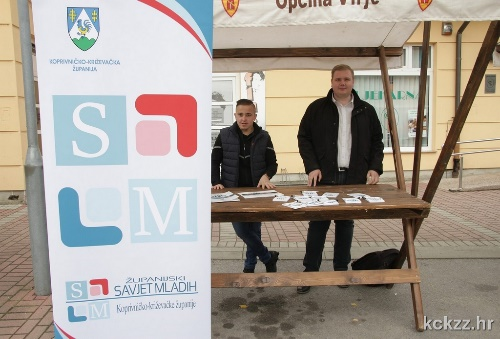 KOPRIVNIČKO-KRIŽEVAČKA
ŽUPANIJA
S
M
S
M
ŽUPANIJSKI
SAVJET MLADIH
Koprivničko-križevačke županije
Općina Virje
kckzz.hr